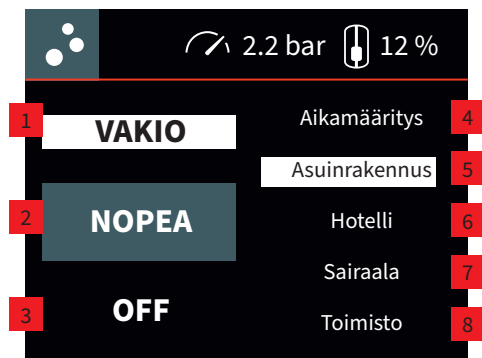 2.2 bar 12 %
1 VAKIO
2 NOPEA
3 OFF
Aikamääritys 4
Asuinrakennus 5
Hotelli 6
Sairaala 7
Toimisto 8